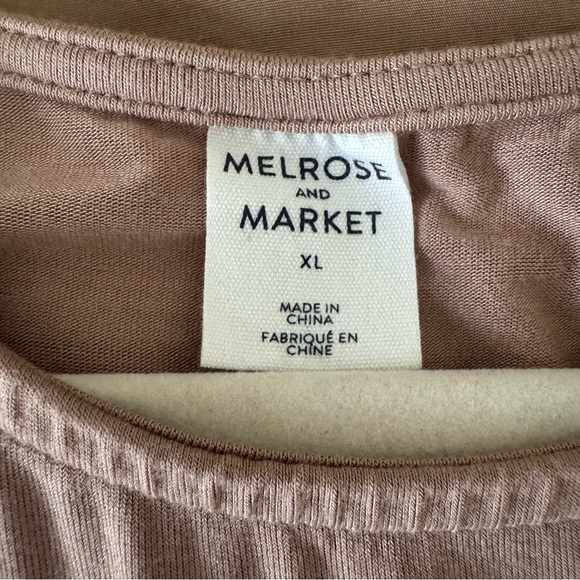 MELROSE
AND
MARKET
XL
MADE IN
CHINA
FABRIQUÉ EN
CHINE